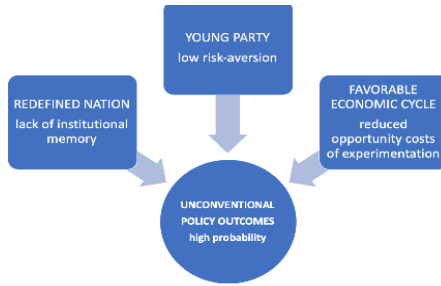 YOUNG PARTY
low risk-aversion
REDEFINED NATION
lack of institutional
memory
FAVORABLE
ECONOMIC CYCLE
reduced
opportunity costs
of experimentation
UNCONVENTIONAL
POLICY OUTCOMES
high probability